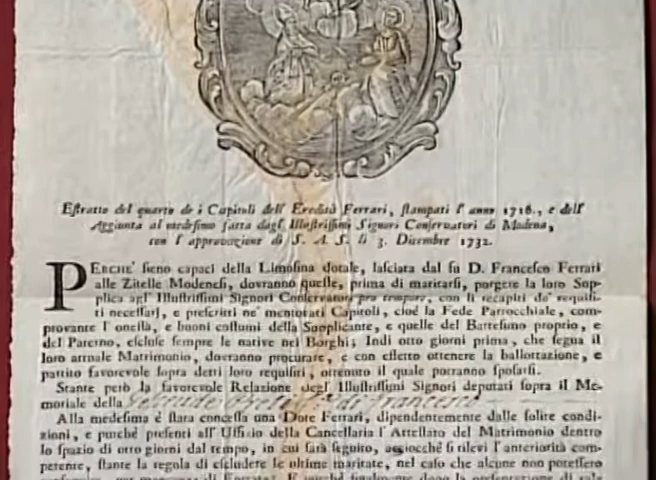 Estratto del quarto de i Capitoli dell' Eredità Ferrari, stampati l' anno 1716., e dell'
Aggiunta al medesimo fatta dagl' Illustrissimi Signori Conservatori di Modena,
con l' approvazione di S. A. S. li 3. Dicembre 1732.
PERCHE' sieno capaci della Limosina dotale, lasciata dal fu D. Francesco Ferrari
alle Zitelle Modenesi, dovranno quelle, prima di maritarsi, porgere la loro Sup-
plica agl' Illustrissimi Signori Conservatori pro tempore, con li recapiti de' requisi-
ti necessarj, e prescritti ne' mentovati Capitoli, cioè la Fede Parrocchiale, com-
provante l' onestà, e buoni costumi della Supplicante, e quelle del Battesimo proprio, e
del Paterno, escluse sempre le native ne' Borghi; Indi otto giorni prima, che segua il
loro attuale Matrimonio, dovranno procurare, e con effetto ottenere la ballottazione, e
partito favorevole sopra detti loro requisiti, ottenuto il quale potranno sposarsi.
Stante però la favorevole Relazione degl' Illustrissimi Signori deputati sopra il Me-
moriale della Geltrude di Francesco
Alla medesima è stata concessa una Dote Ferrari, dipendentemente dalle solite condi-
zioni, e purchè presenti all' Uffizio della Cancellaria l' Attestato del Matrimonio dentro
lo spazio di otto giorni dal tempo, in cui sarà seguito, acciocchè si rilevi l' anteriorità com-
petente, stante la regola di escludere le ultime maritate, nel caso che alcune non potessero